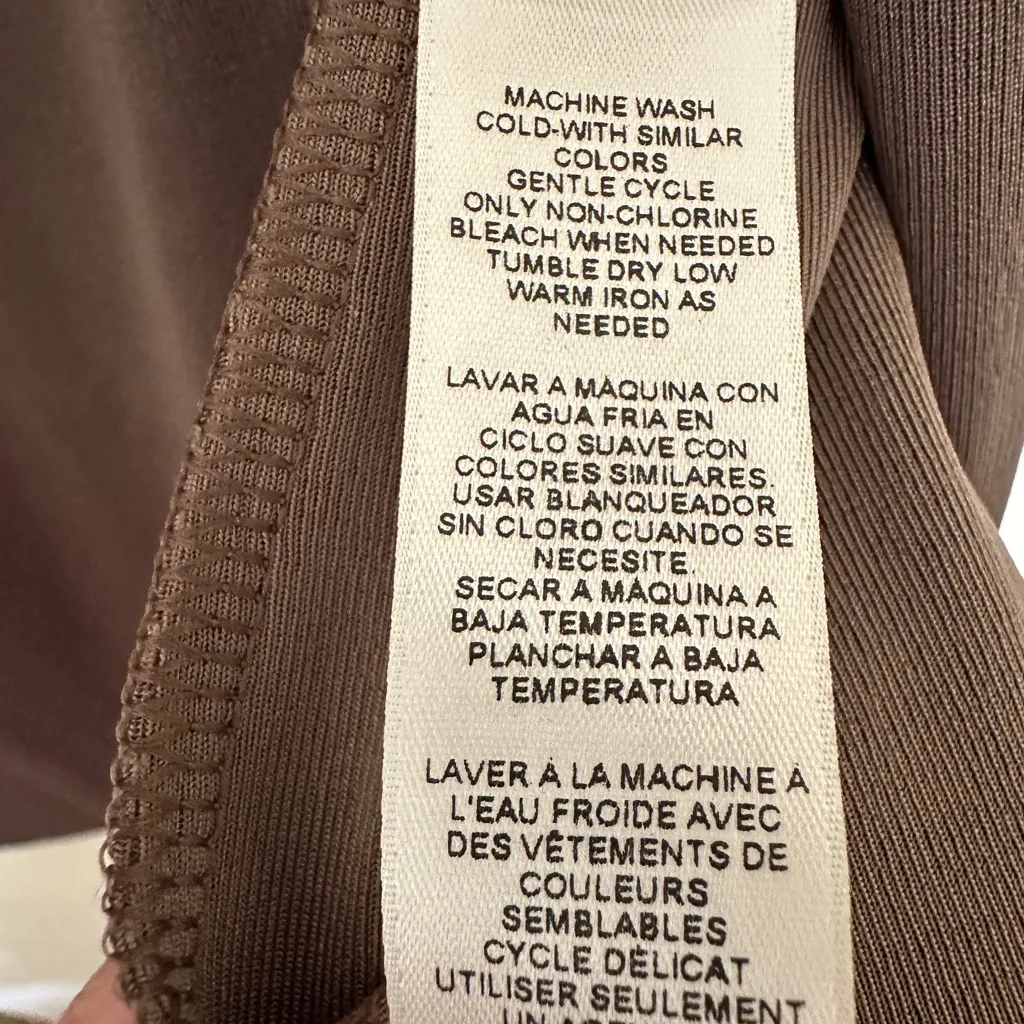 MACHINE WASH
COLD-WITH SIMILAR
COLORS
GENTLE CYCLE
ONLY NON-CHLORINE
BLEACH WHEN NEEDED
TUMBLE DRY LOW
WARM IRON AS
NEEDED
LAVAR A MÁQUINA CON
AGUA FRIA EN
CICLO SUAVE CON
COLORES SIMILARES.
USAR BLANQUEADOR
SIN CLORO CUANDO SE
NECESITE.
SECAR A MÁQUINA A
BAJA TEMPERATURA
PLANCHAR A BAJA
TEMPERATURA
LAVER À LA MACHINE À
L'EAU FROIDE AVEC
DES VÊTEMENTS DE
COULEURS
SEMBLABLES
CYCLE DÉLICAT
UTILISER SEULEMENT
UN